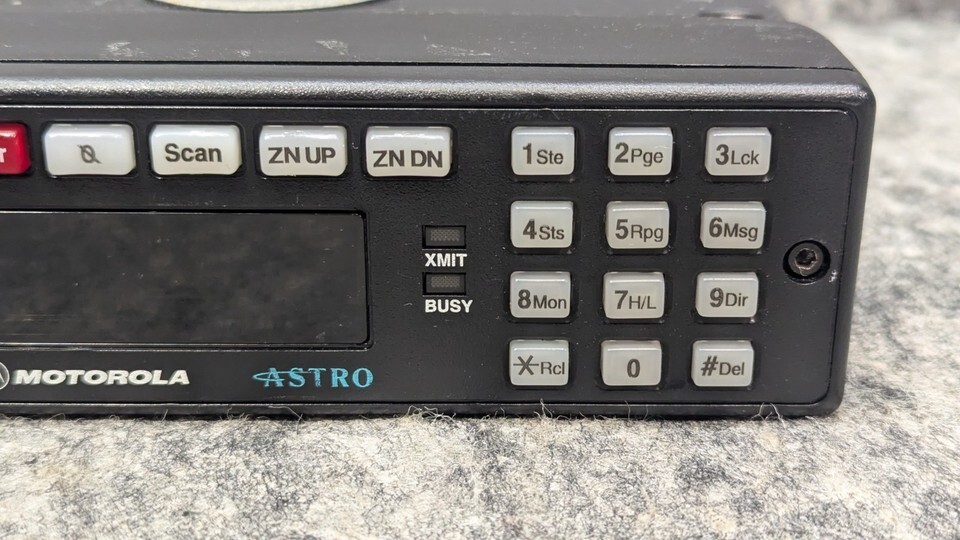 T Scan ZN UP ZN DN
1Ste 2Pge 3Lck
4Sts 5Rpg 6Msg
XMIT
BUSY
8Mon 7H/L 9Dir
*Rcl 0 #Del
MOTOROLA ASTRO